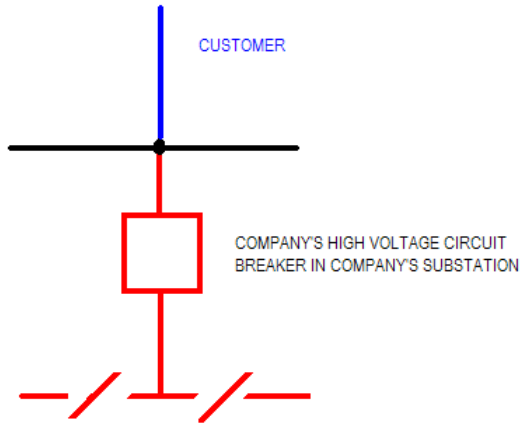 CUSTOMER
COMPANY'S HIGH VOLTAGE CIRCUIT
BREAKER IN COMPANY'S SUBSTATION